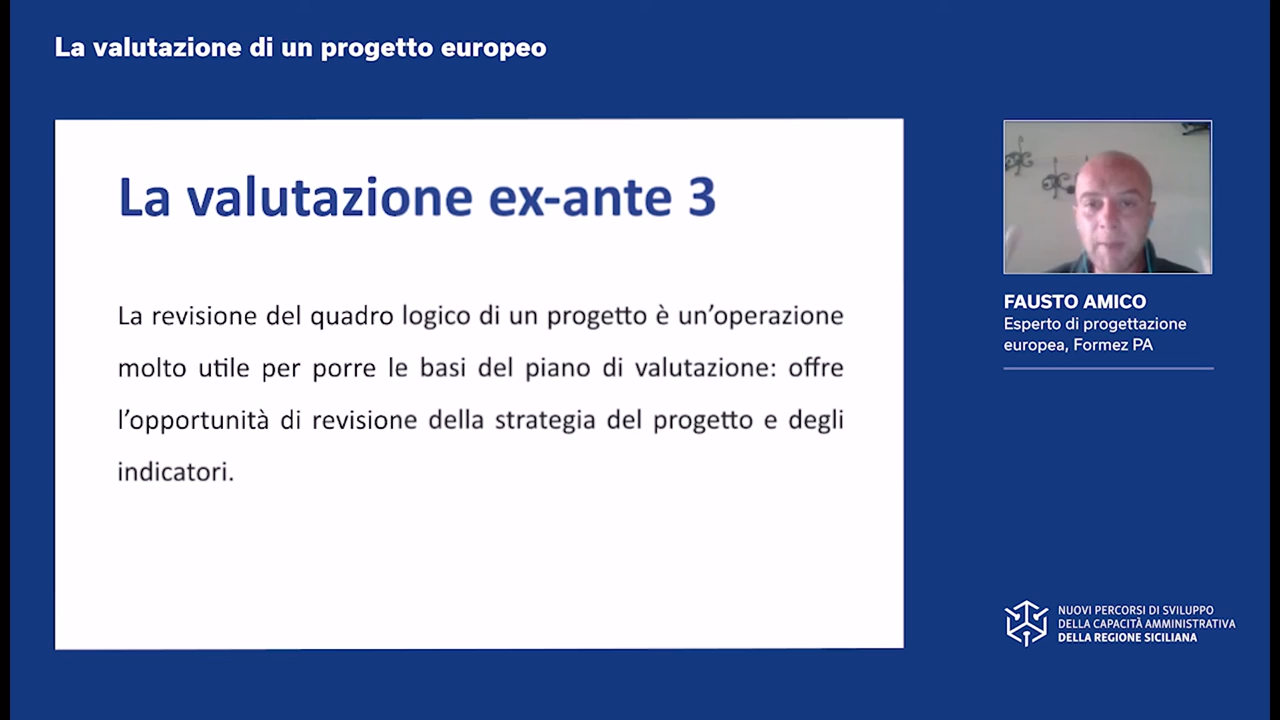 La valutazione di un progetto europeo
La valutazione ex-ante 3
La revisione del quadro logico di un progetto è un’operazione
molto utile per porre le basi del piano di valutazione: offre
l’opportunità di revisione della strategia del progetto e degli
indicatori.
FAUSTO AMICO
Esperto di progettazione
europea, Formez PA
NUOVI PERCORSI DI SVILUPPO
DELLA CAPACITÀ AMMINISTRATIVA
DELLA REGIONE SICILIANA